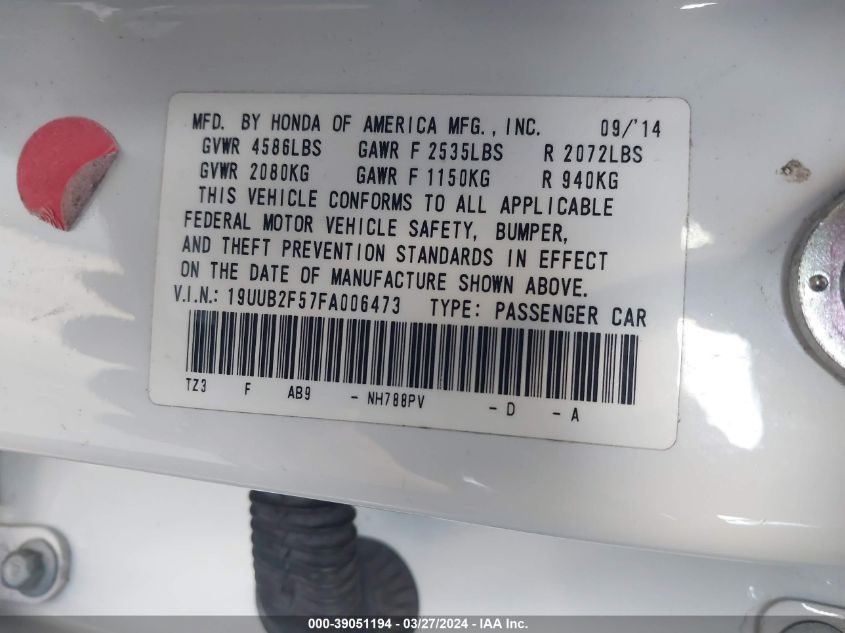 MFD. BY HONDA OF AMERICA MFG., INC. 09/'14
GVWR 4586LBS GAWR F 2535LBS R 2072LBS
GVWR 2080KG GAWR F 1150KG R 940KG
THIS VEHICLE CONFORMS TO ALL APPLICABLE
FEDERAL MOTOR VEHICLE SAFETY, BUMPER,
AND THEFT PREVENTION STANDARDS IN EFFECT
ON THE DATE OF MANUFACTURE SHOWN ABOVE.
V.I.N.: 19UUB2F57FA006473 TYPE: PASSENGER CAR
TZ3 F AB9 - NH788PV - D - A
000-39051194 - 03/27/2024 - IAA Inc.